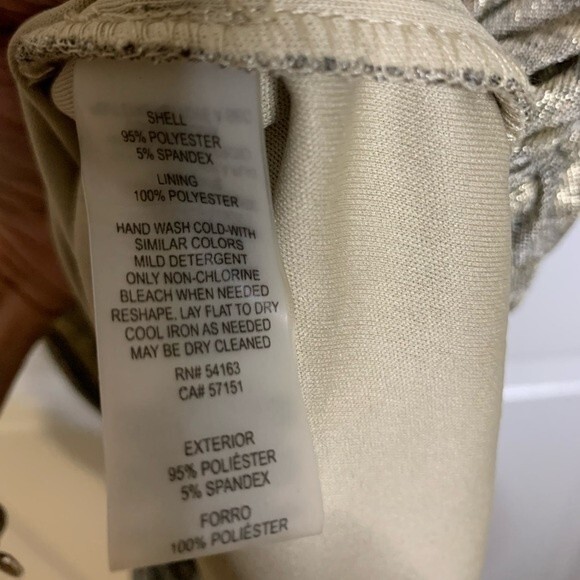 SHELL
95% POLYESTER
5% SPANDEX
LINING
100% POLYESTER
HAND WASH COLD-WITH
SIMILAR COLORS
MILD DETERGENT
ONLY NON-CHLORINE
BLEACH WHEN NEEDED
RESHAPE. LAY FLAT TO DRY
COOL IRON AS NEEDED
MAY BE DRY CLEANED
RN# 54163
CA# 57151
EXTERIOR
95% POLIÉSTER
5% SPANDEX
FORRO
100% POLIÉSTER